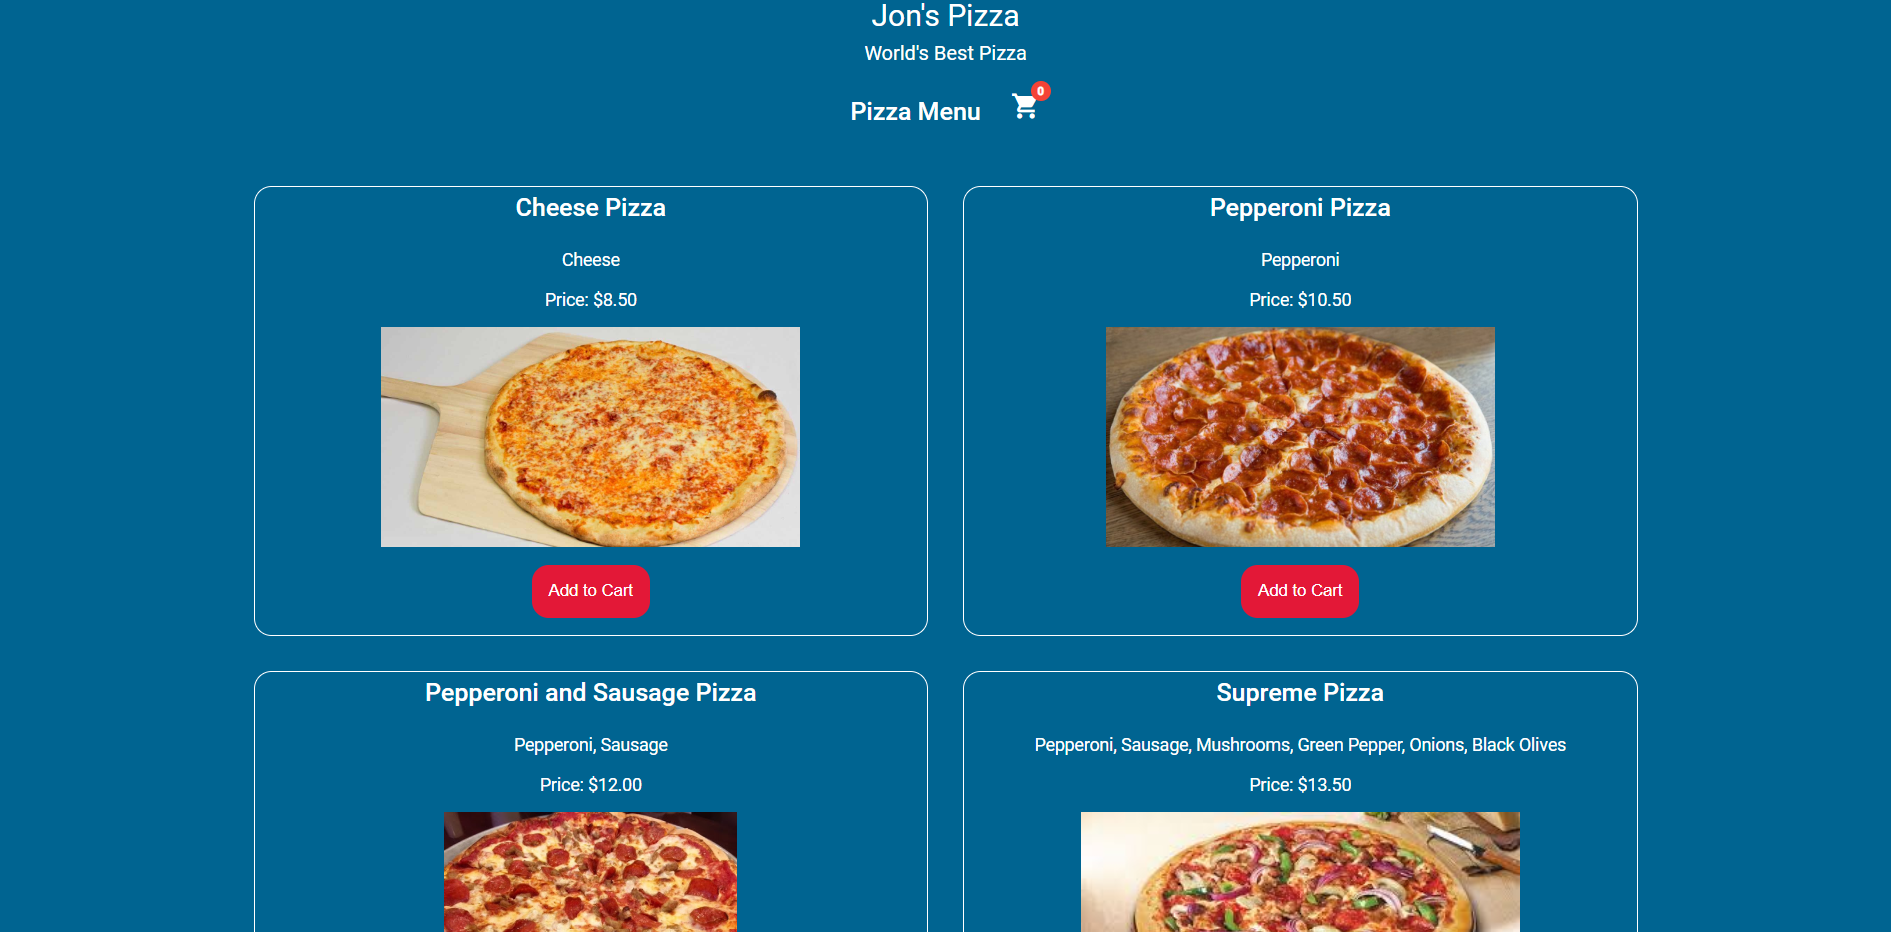 Jon's Pizza
World's Best Pizza
Pizza Menu
0
Cheese Pizza
Cheese
Price: $8.50
Add to Cart
Pepperoni Pizza
Pepperoni
Price: $10.50
Add to Cart
Pepperoni and Sausage Pizza
Pepperoni, Sausage
Price: $12.00
Supreme Pizza
Pepperoni, Sausage, Mushrooms, Green Pepper, Onions, Black Olives
Price: $13.50